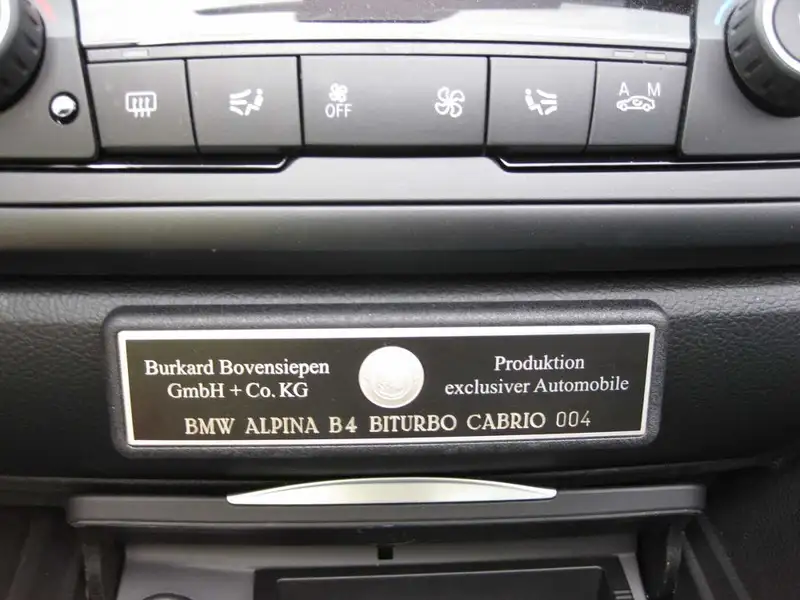 A M
OFF
Burkard Bovensiepen
GmbH + Co. KG
Produktion
exclusiver Automobile
BMW ALPINA B4 BITURBO CABRIO 004